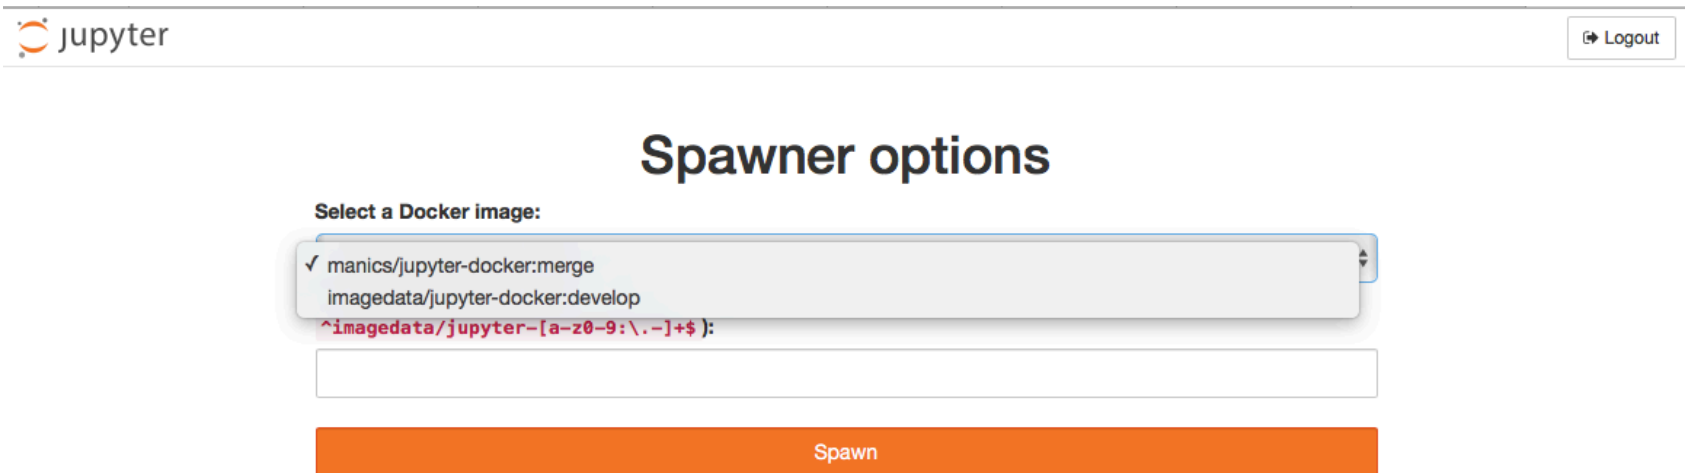 jupyter
Logout
Spawner options
Select a Docker image:
✓ manics/jupyter-docker:merge
imagedata/jupyter-docker:develop
^imagedata/jupyter-[a-z0-9:\.-]+$ ):
Spawn